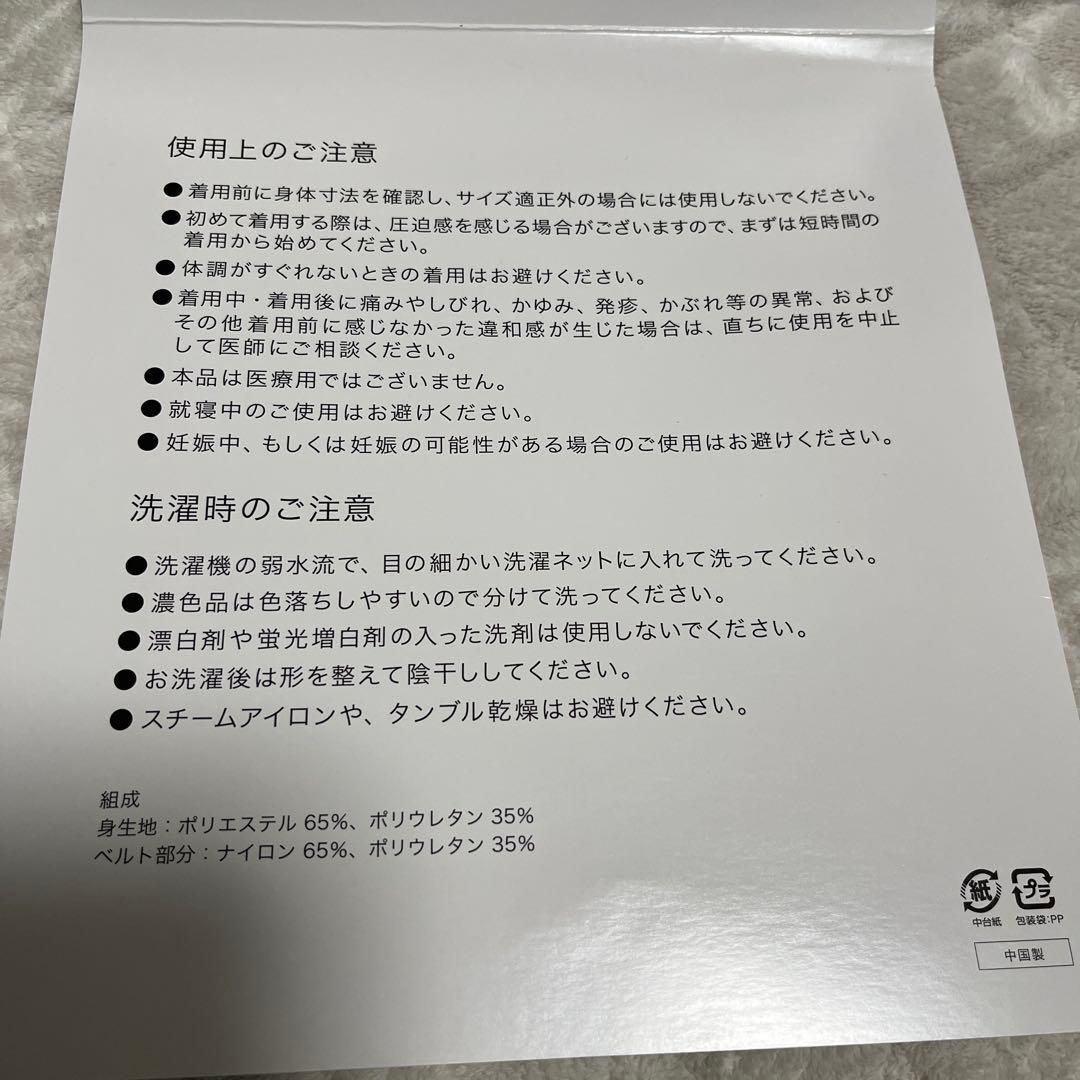 使用上のご注意
●着用前に身体寸法を確認し、サイズ適正外の場合には使用しないでください。
●初めて着用する際は、圧迫感を感じる場合がございますので、まずは短時間の
着用から始めてください。
●体調がすぐれないときの着用はお避けください。
●着用中・着用後に痛みやしびれ、かゆみ、発疹、かぶれ等の異常、および
その他着用前に感じなかった違和感が生じた場合は、直ちに使用を中止
して医師にご相談ください。
●本品は医療用ではございません。
●就寝中のご使用はお避けください。
●妊娠中、もしくは妊娠の可能性がある場合のご使用はお避けください。
洗濯時のご注意
●洗濯機の弱水流で、目の細かい洗濯ネットに入れて洗ってください。
●濃色品は色落ちしやすいので分けて洗ってください。
●漂白剤や蛍光増白剤の入った洗剤は使用しないでください。
●お洗濯後は形を整えて陰干ししてください。
●スチームアイロンや、タンブル乾燥はお避けください。
組成
身生地：ポリエステル 65%、ポリウレタン 35%
ベルト部分：ナイロン 65%、ポリウレタン 35%
紙 プラ
中台紙 包装袋:PP
中国製